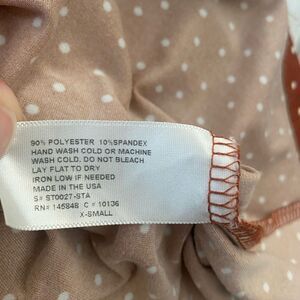 90% POLYESTER 10%SPANDEX
HAND WASH COLD OR MACHINE
WASH COLD. DO NOT BLEACH
LAY FLAT TO DRY
IRON LOW IF NEEDED
MADE IN THE USA
S# ST0027-STA
RN# 145848 C # 10136
X-SMALL